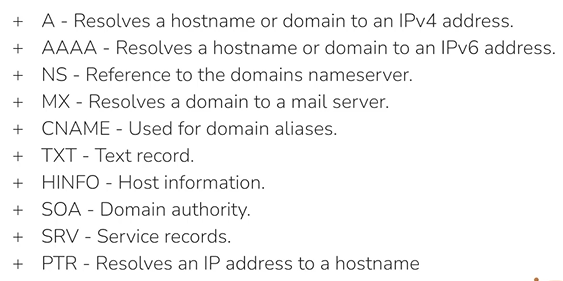 + A - Resolves a hostname or domain to an IPv4 address.
+ AAAA - Resolves a hostname or domain to an IPv6 address.
+ NS - Reference to the domains nameserver.
+ MX - Resolves a domain to a mail server.
+ CNAME - Used for domain aliases.
+ TXT - Text record.
+ HINFO - Host information.
+ SOA - Domain authority.
+ SRV - Service records.
+ PTR - Resolves an IP address to a hostname